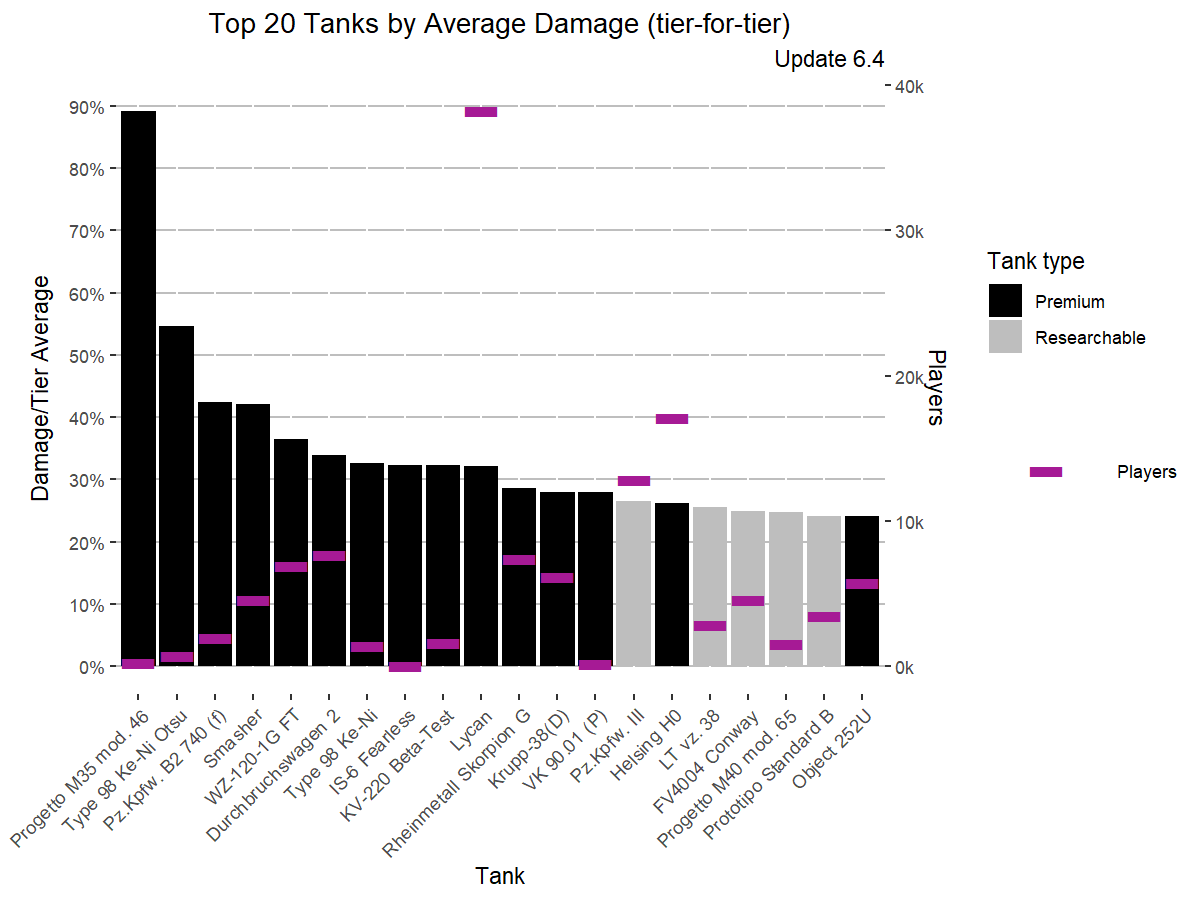 Top 20 Tanks by Average Damage (tier-for-tier)
Update 6.4
Damage/Tier Average
90%
80%
70%
60%
50%
40%
30%
20%
10%
0%
40k
30k
20k
10k
0k
Players
Progetto M35 mod. 46
Type 98 Ke-Ni Otsu
Pz.Kpfw. B2 740 (f)
Smasher
WZ-120-1G FT
Durchbruchswagen 2
Type 98 Ke-Ni
IS-6 Fearless
KV-220 Beta-Test
Lycan
Rheinmetall Skorpion G
Krupp-38(D)
VK 90.01 (P)
Pz.Kpfw. III
Helsing H0
LT vz. 38
FV4004 Conway
Progetto M40 mod. 65
Prototipo Standard B
Object 252U
Tank
Tank type
Premium
Researchable
Players